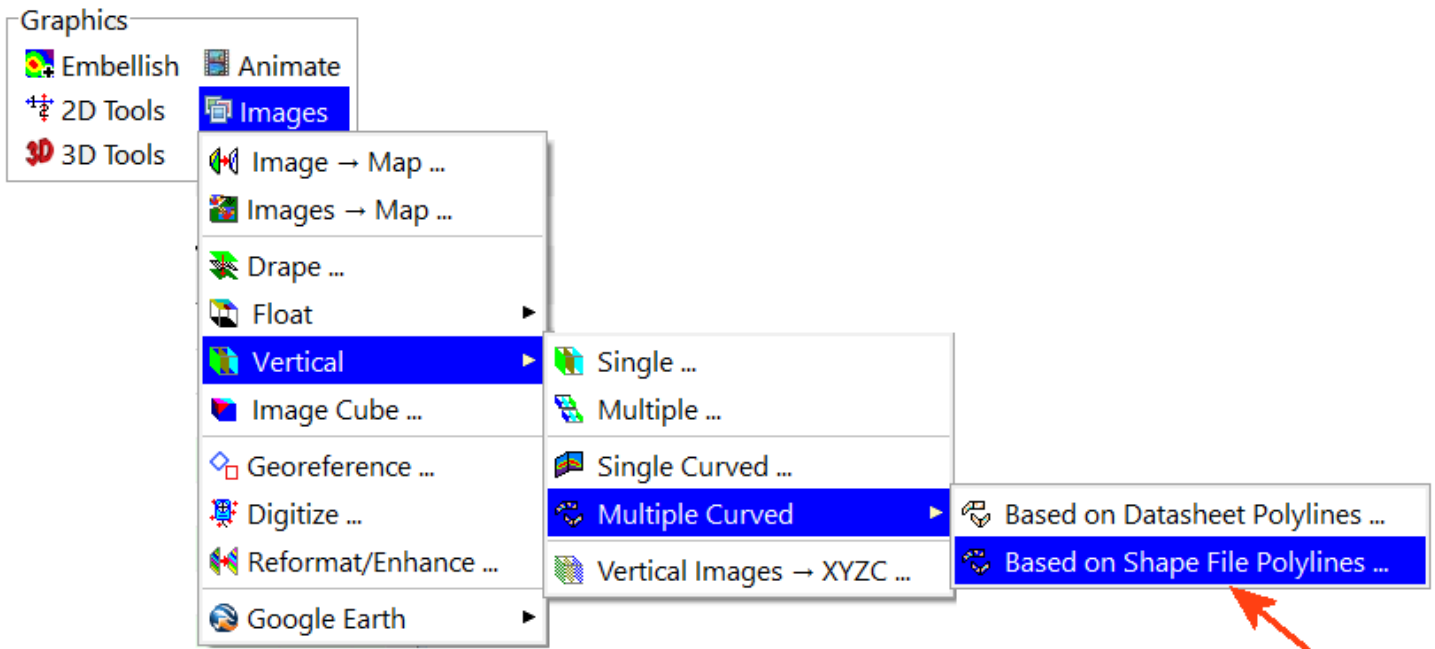 Graphics
Embellish
Animate
2D Tools
Images
3D Tools
Image → Map ...
Images → Map ...
Drape ...
Float
Vertical
Image Cube ...
Georeference ...
Digitize ...
Reformat/Enhance ...
Google Earth
Single ...
Multiple ...
Single Curved ...
Multiple Curved
Vertical Images → XYZC ...
Based on Datasheet Polylines ...
Based on Shape File Polylines ...